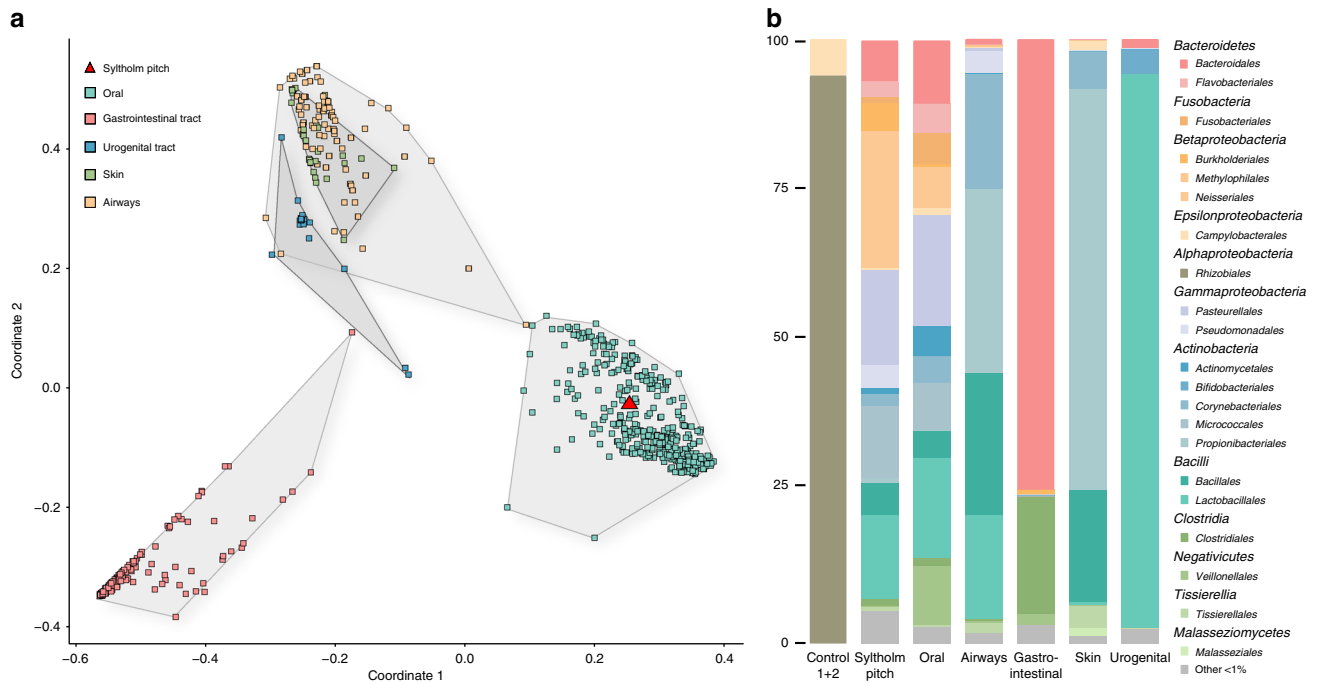 a
Syltholm pitch
Oral
Gastrointestinal tract
Urogenital tract
Skin
Airways
Coordinate 2
0.4
0.2
0.0
−0.2
−0.4
−0.6
−0.4
−0.2
0.0
0.2
0.4
Coordinate 1
b
100
75
50
25
0
Control
1+2
Syltholm
pitch
Oral
Airways
Gastro-
intestinal
Skin
Urogenital
Bacteroidetes
Bacteroidales
Flavobacteriales
Fusobacteria
Fusobacteriales
Betaproteobacteria
Burkholderiales
Methylophilales
Neisseriales
Epsilonproteobacteria
Campylobacterales
Alphaproteobacteria
Rhizobiales
Gammaproteobacteria
Pasteurellales
Pseudomonadales
Actinobacteria
Actinomycetales
Bifidobacteriales
Corynebacteriales
Micrococcales
Propionibacteriales
Bacilli
Bacillales
Lactobacillales
Clostridia
Clostridiales
Negativicutes
Veillonellales
Tissierellia
Tissierellales
Malasseziomycetes
Malasseziales
Other <1%